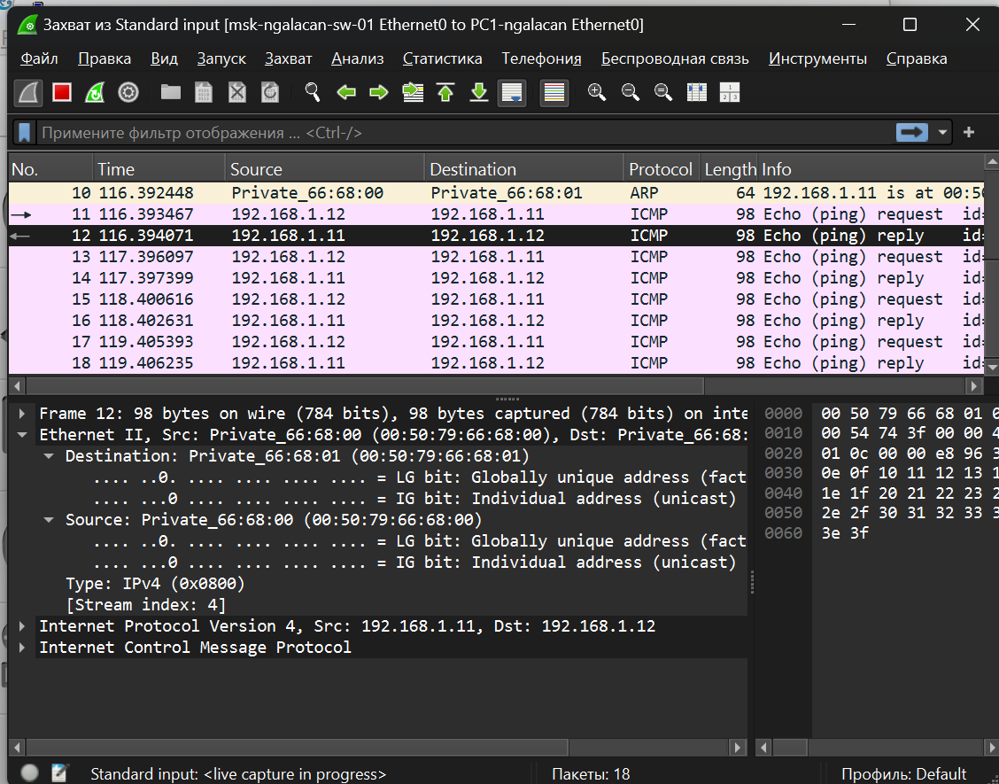 Захват из Standard input [msk-ngalacan-sw-01 Ethernet0 to PC1-ngalacan Ethernet0]
Файл Правка Вид Запуск Захват Анализ Статистика Телефония Беспроводная связь Инструменты Справка
Примените фильтр отображения ... <Ctrl-/>
No. Time Source Destination Protocol Length Info
10 116.392448 Private_66:68:00 Private_66:68:01 ARP 64 192.168.1.11 is at 00:50
11 116.393467 192.168.1.12 192.168.1.11 ICMP 98 Echo (ping) request id=
12 116.394071 192.168.1.11 192.168.1.12 ICMP 98 Echo (ping) reply id=
13 117.396097 192.168.1.12 192.168.1.11 ICMP 98 Echo (ping) request id=
14 117.397399 192.168.1.11 192.168.1.12 ICMP 98 Echo (ping) reply id=
15 118.400616 192.168.1.12 192.168.1.11 ICMP 98 Echo (ping) request id=
16 118.402631 192.168.1.11 192.168.1.12 ICMP 98 Echo (ping) reply id=
17 119.405393 192.168.1.12 192.168.1.11 ICMP 98 Echo (ping) request id=
18 119.406235 192.168.1.11 192.168.1.12 ICMP 98 Echo (ping) reply id=
Frame 12: 98 bytes on wire (784 bits), 98 bytes captured (784 bits) on inte
Ethernet II, Src: Private_66:68:00 (00:50:79:66:68:00), Dst: Private_66:68:
Destination: Private_66:68:01 (00:50:79:66:68:01)
.... ..0. .... .... .... .... = LG bit: Globally unique address (fact
.... ...0 .... .... .... .... = IG bit: Individual address (unicast)
Source: Private_66:68:00 (00:50:79:66:68:00)
.... ..0. .... .... .... .... = LG bit: Globally unique address (fact
.... ...0 .... .... .... .... = IG bit: Individual address (unicast)
Type: IPv4 (0x0800)
[Stream index: 4]
Internet Protocol Version 4, Src: 192.168.1.11, Dst: 192.168.1.12
Internet Control Message Protocol
0000 00 50 79 66 68 01 0
0010 00 54 74 3f 00 00 4
0020 01 0c 00 00 e8 96 3
0030 0e 0f 10 11 12 13 1
0040 1e 1f 20 21 22 23 2
0050 2e 2f 30 31 32 33 3
0060 3e 3f
Standard input: <live capture in progress> Пакеты: 18 Профиль: Default